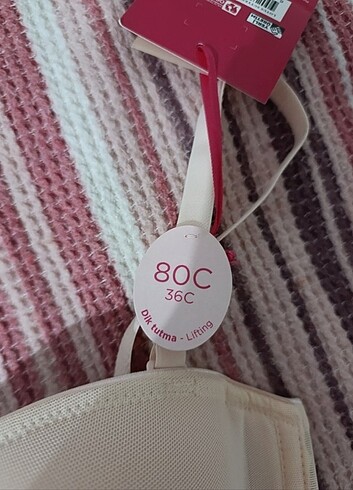 80C
36C
Dik tutma - Lifting